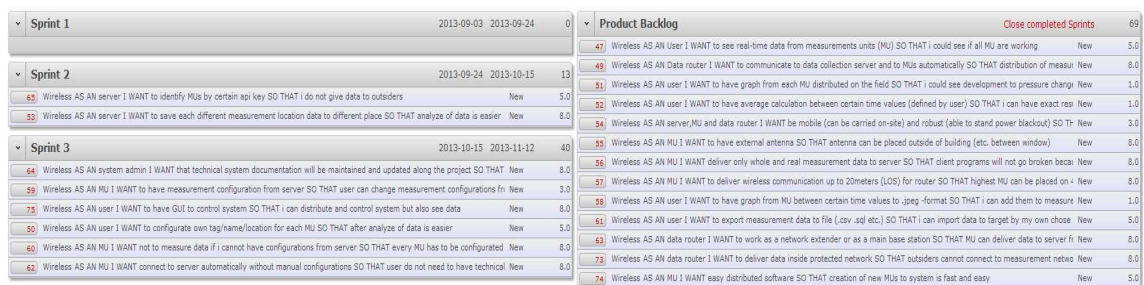 Sprint 1 2013-09-03 2013-09-24 0
Sprint 2 2013-09-24 2013-10-15 13
65 Wireless AS AN server I WANT to identify MUs by certain api key SO THAT i do not give data to outsiders New 5.0
53 Wireless AS AN server I WANT to save each different measurement location data to different place SO THAT analyze of data is easier New 8.0
Sprint 3 2013-10-15 2013-11-12 40
64 Wireless AS AN system admin I WANT that technical system documentation will be maintained and updated along the project SO THAT New 8.0
59 Wireless AS AN MU I WANT to have measurement configuration from server SO THAT user can change measurement configurations fr New 3.0
75 Wireless AS AN user I WANT to have GUI to control system SO THAT i can distribute and control system but also see data New 8.0
50 Wireless AS AN user I WANT to configure own tag/name/location for each MU SO THAT after analyze of data is easier New 5.0
60 Wireless AS AN MU I WANT not to measure data if i cannot have configurations from server SO THAT every MU has to be configurated New 8.0
62 Wireless AS AN MU I WANT connect to server automatically without manual configurations SO THAT user do not need to have technical New 8.0
Product Backlog Close completed Sprints 69
47 Wireless AS AN User I WANT to see real-time data from measurements units (MU) SO THAT i could see if all MU are working New 5.0
49 Wireless AS AN Data router I WANT to communicate to data collection server and to MUs automatically SO THAT distribution of measur New 8.0
51 Wireless AS AN User I WANT to have graph from each MU distributed on the field SO THAT i could see development to pressure chang New 1.0
52 Wireless AS AN User I WANT to have average calculation between certain time values (defined by user) SO THAT i can have exact res New 1.0
54 Wireless AS AN server,MU and data router I WANT be mobile (can be carried on-site) and robust (able to stand power blackout) SO TH New 3.0
55 Wireless AS AN MU I WANT to have external antenna SO THAT antenna can be placed outside of building (etc. between window) New 8.0
56 Wireless AS AN MU I WANT deliver only whole and real measurement data to server SO THAT client programs will not go broken becau New 8.0
57 Wireless AS AN MU I WANT to deliver wireless communication up to 20meters (LOS) for router SO THAT highest MU can be placed on 4 New 8.0
58 Wireless AS AN User I WANT to have graph from MU between certain time values to .jpeg -format SO THAT i can add them to measure New 1.0
61 Wireless AS AN User I WANT to export measurement data to file (.csv .sql etc.) SO THAT i can import data to target by my own chose New 5.0
63 Wireless AS AN data router I WANT to work as a network extender or as a main base station SO THAT MU can deliver data to server fr New 8.0
73 Wireless AS AN data router I WANT to deliver data inside protected network SO THAT outsiders cannot connect to measurement netwo New 8.0
74 Wireless AS AN MU I WANT easy distributed software SO THAT creation of new MUs to system is fast and easy New 5.0